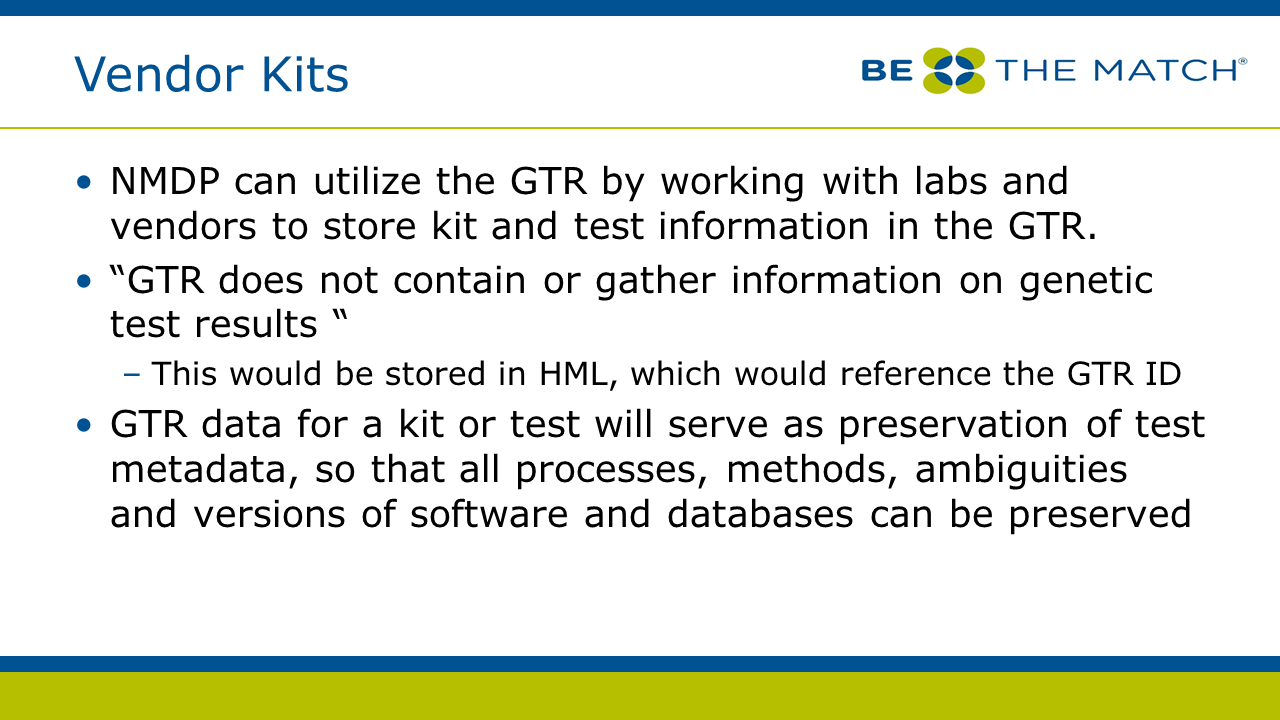 Vendor Kits
BE THE MATCH®
• NMDP can utilize the GTR by working with labs and
vendors to store kit and test information in the GTR.
• “GTR does not contain or gather information on genetic
test results “
– This would be stored in HML, which would reference the GTR ID
• GTR data for a kit or test will serve as preservation of test
metadata, so that all processes, methods, ambiguities
and versions of software and databases can be preserved